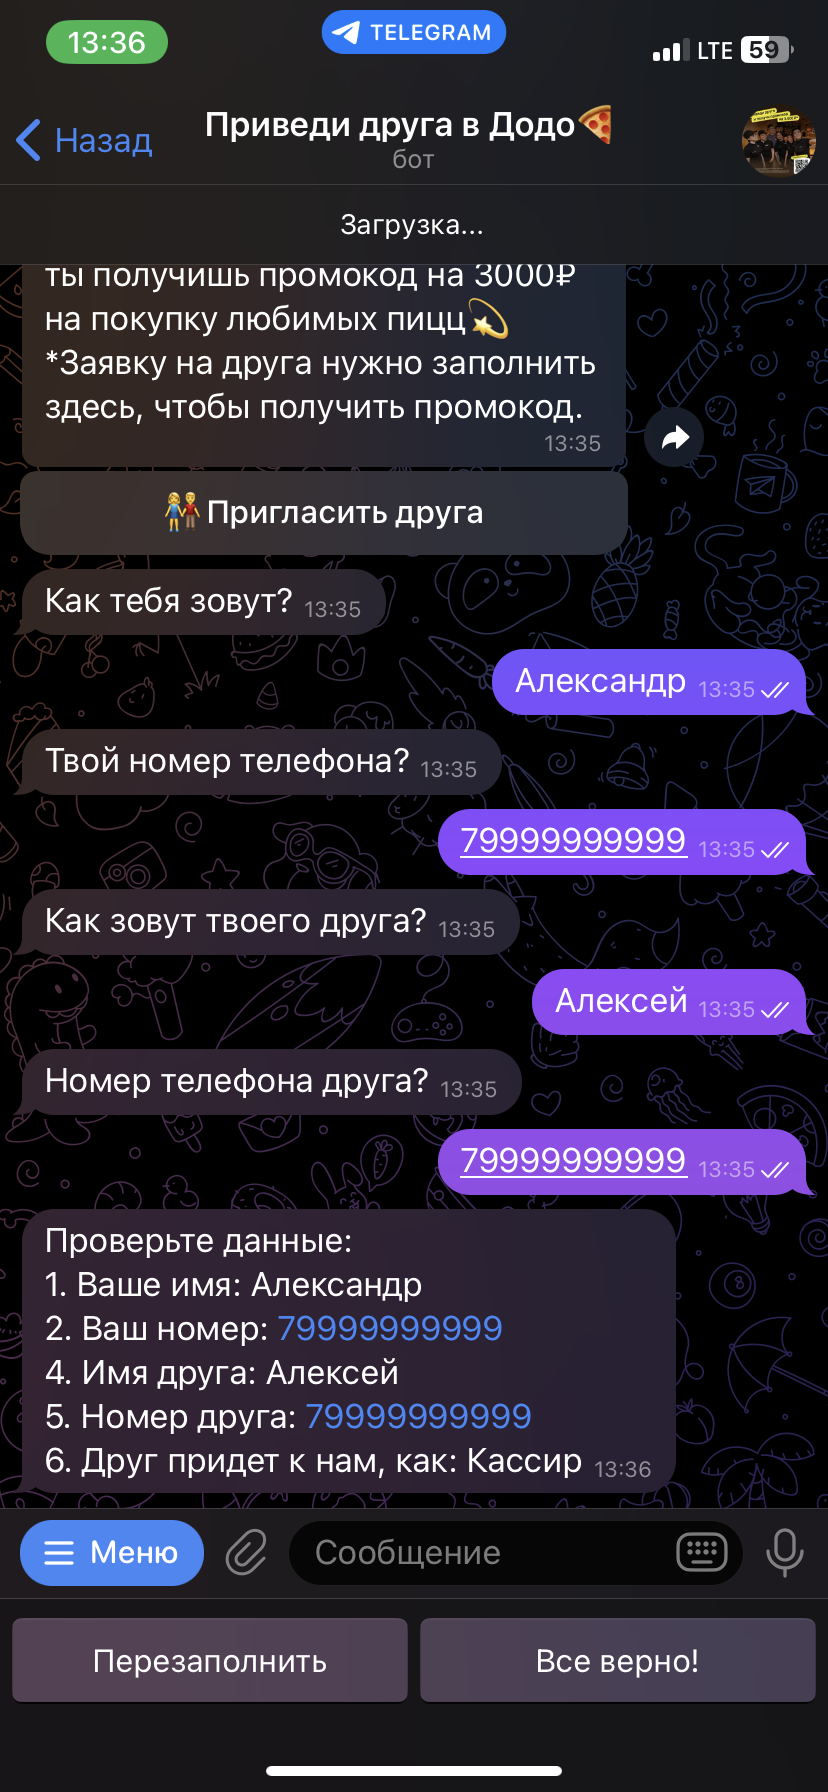 13:36
TELEGRAM
LTE 59
Назад
Приведи друга в Додо🍕
бот
Загрузка...
ты получишь промокод на 3000₽
на покупку любимых пицц💫
*Заявку на друга нужно заполнить
здесь, чтобы получить промокод.
13:35
👫Пригласить друга
Как тебя зовут? 13:35
Александр 13:35
Твой номер телефона? 13:35
79999999999 13:35
Как зовут твоего друга? 13:35
Алексей 13:35
Номер телефона друга? 13:35
79999999999 13:35
Проверьте данные:
1. Ваше имя: Александр
2. Ваш номер: 79999999999
4. Имя друга: Алексей
5. Номер друга: 79999999999
6. Друг придет к нам, как: Кассир 13:36
Меню
Сообщение
Перезаполнить
Все верно!